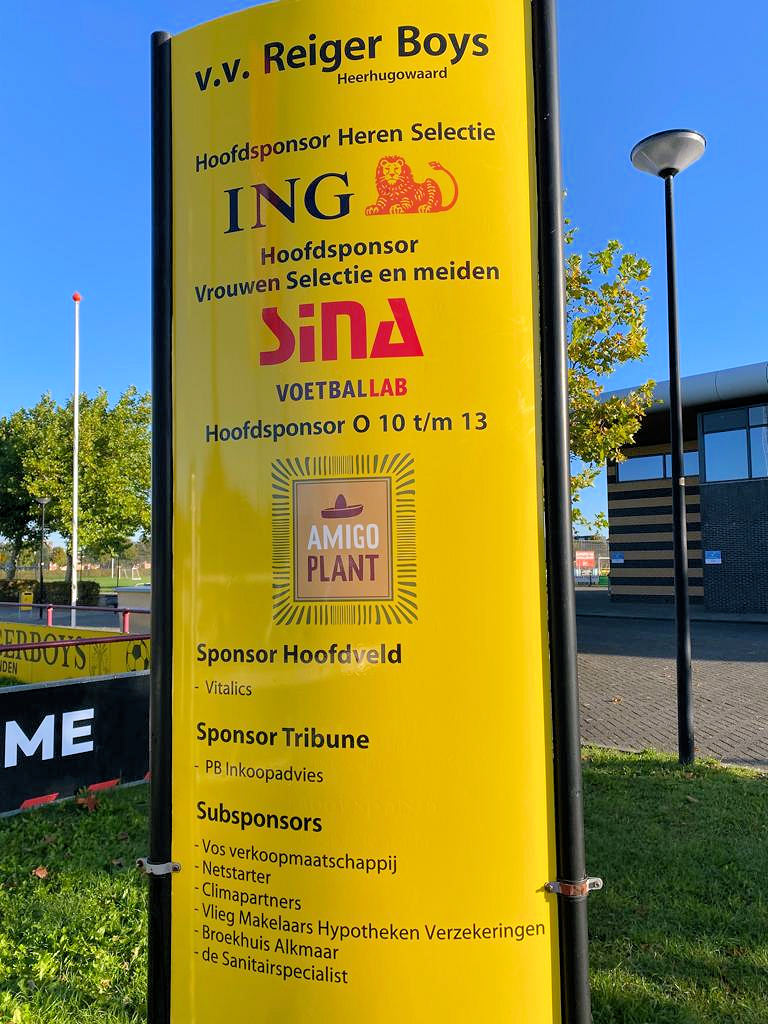 v.v. Reiger Boys
Heerhugowaard
Hoofdsponsor Heren Selectie
ING
Hoofdsponsor
Vrouwen Selectie en meiden
SiNA
VOETBALLAB
Hoofdsponsor O 10 t/m 13
AMIGO
PLANT
Sponsor Hoofdveld
- Vitalics
Sponsor Tribune
- PB Inkoopadvies
Subsponsors
- Vos verkoopmaatschappij
- Netstarter
- Climapartners
- Vlieg Makelaars Hypotheken Verzekeringen
- Broekhuis Alkmaar
- de Sanitairspecialist
ERBOYS
NDEN
ME